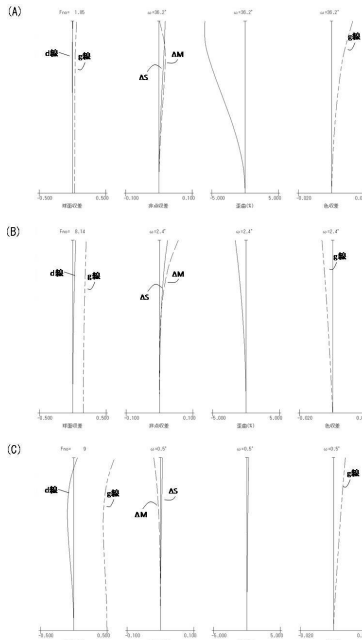 (A)
Fno= 1.85 ω=36.2° ω=36.2° ω=36.2°
d線 g線 ΔS ΔM g線
-0.500 0.500 -0.100 0.100 -5.000 5.000 -0.020
球面収差 非点収差 歪曲(%) 色収差
(B)
Fno= 5.14 ω=2.4° ω=2.4° ω=2.4°
d線 g線 ΔS ΔM g線
-0.500 0.500 -0.100 0.100 -5.000 5.000 -0.020
球面収差 非点収差 歪曲(%) 色収差
(C)
Fno= 9 ω=0.5° ω=0.5° ω=0.5°
d線 g線 ΔM ΔS g線
-0.500 0.500 -0.100 0.100 -5.000 5.000 -0.020